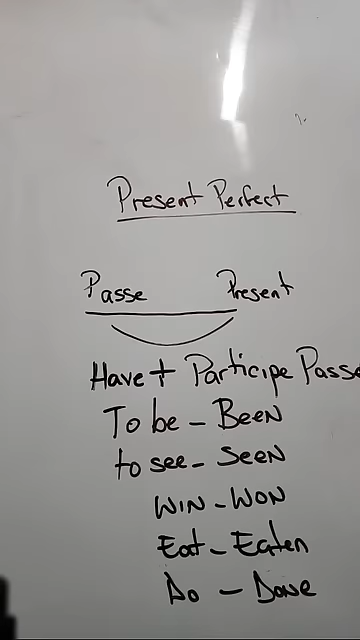 Present Perfect
Passe Present
Have + Participe Passe
To be - Been
to see - seen
Win - Won
Eat - Eaten
Do - Done